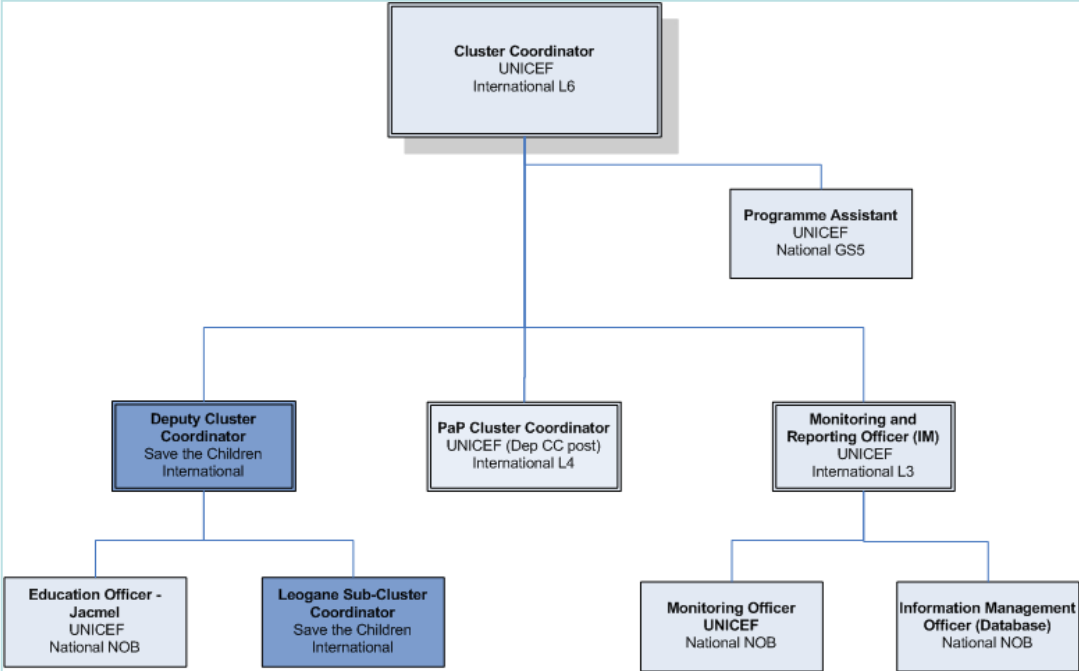 Cluster Coordinator
UNICEF
International L6
Programme Assistant
UNICEF
National GS5
Deputy Cluster
Coordinator
Save the Children
International
PaP Cluster Coordinator
UNICEF (Dep CC post)
International L4
Monitoring and
Reporting Officer (IM)
UNICEF
International L3
Education Officer -
Jacmel
UNICEF
National NOB
Leogane Sub-Cluster
Coordinator
Save the Children
International
Monitoring Officer
UNICEF
National NOB
Information Management
Officer (Database)
National NOB